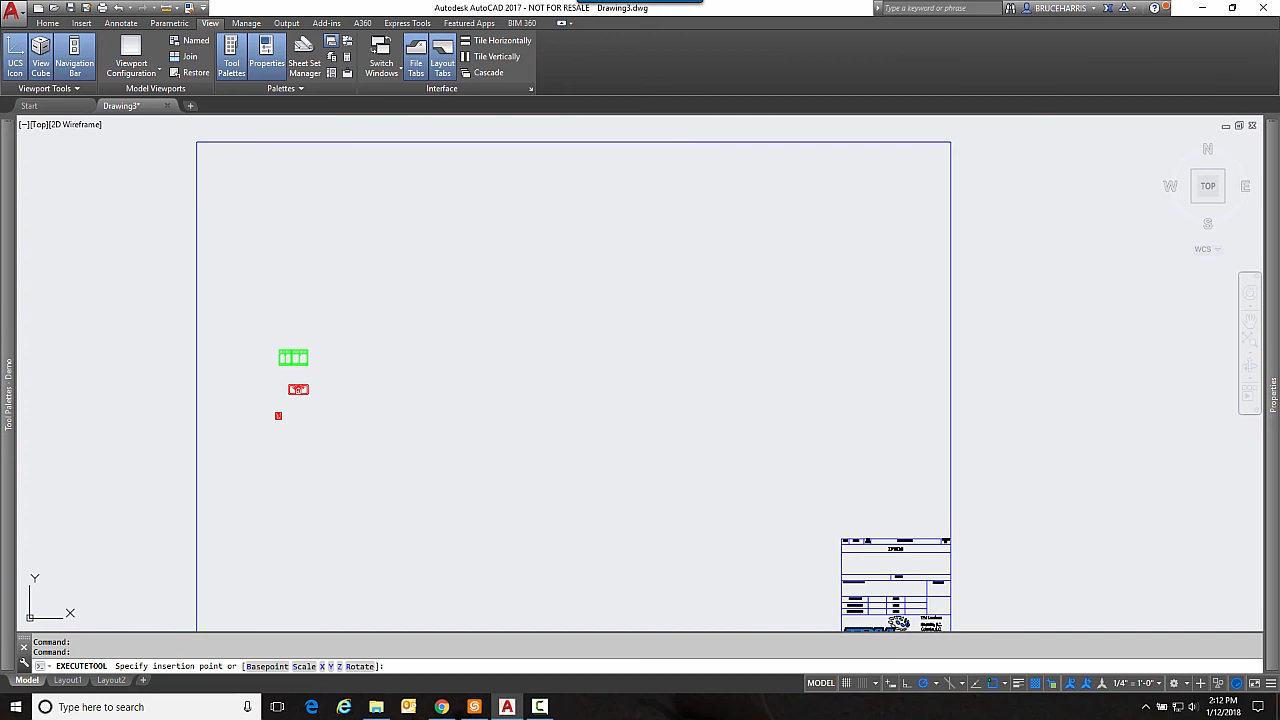 Autodesk AutoCAD 2017 - NOT FOR RESALE Drawing3.dwg
Type a keyword or phrase
BRUCEHARRIS
Home Insert Annotate Parametric View Manage Output Add-ins A360 Express Tools Featured Apps BIM 360
UCS Icon
View Cube
Navigation Bar
Viewport Configuration
Named
Join
Restore
Tool Palettes
Properties
Sheet Set Manager
Switch Windows
File Tabs
Layout Tabs
Tile Horizontally
Tile Vertically
Cascade
Viewport Tools
Model Viewports
Palettes
Interface
Start
Drawing3*
[−][Top][2D Wireframe]
N
W
TOP
E
S
WCS
Tool Palettes - Demo
Properties
Y
X
Command:
Command:
EXECUTETOOL Specify insertion point or [Basepoint Scale X Y Z Rotate]:
Model Layout1 Layout2
MODEL
1/4" = 1'-0"
Type here to search
2:12 PM
1/12/2018